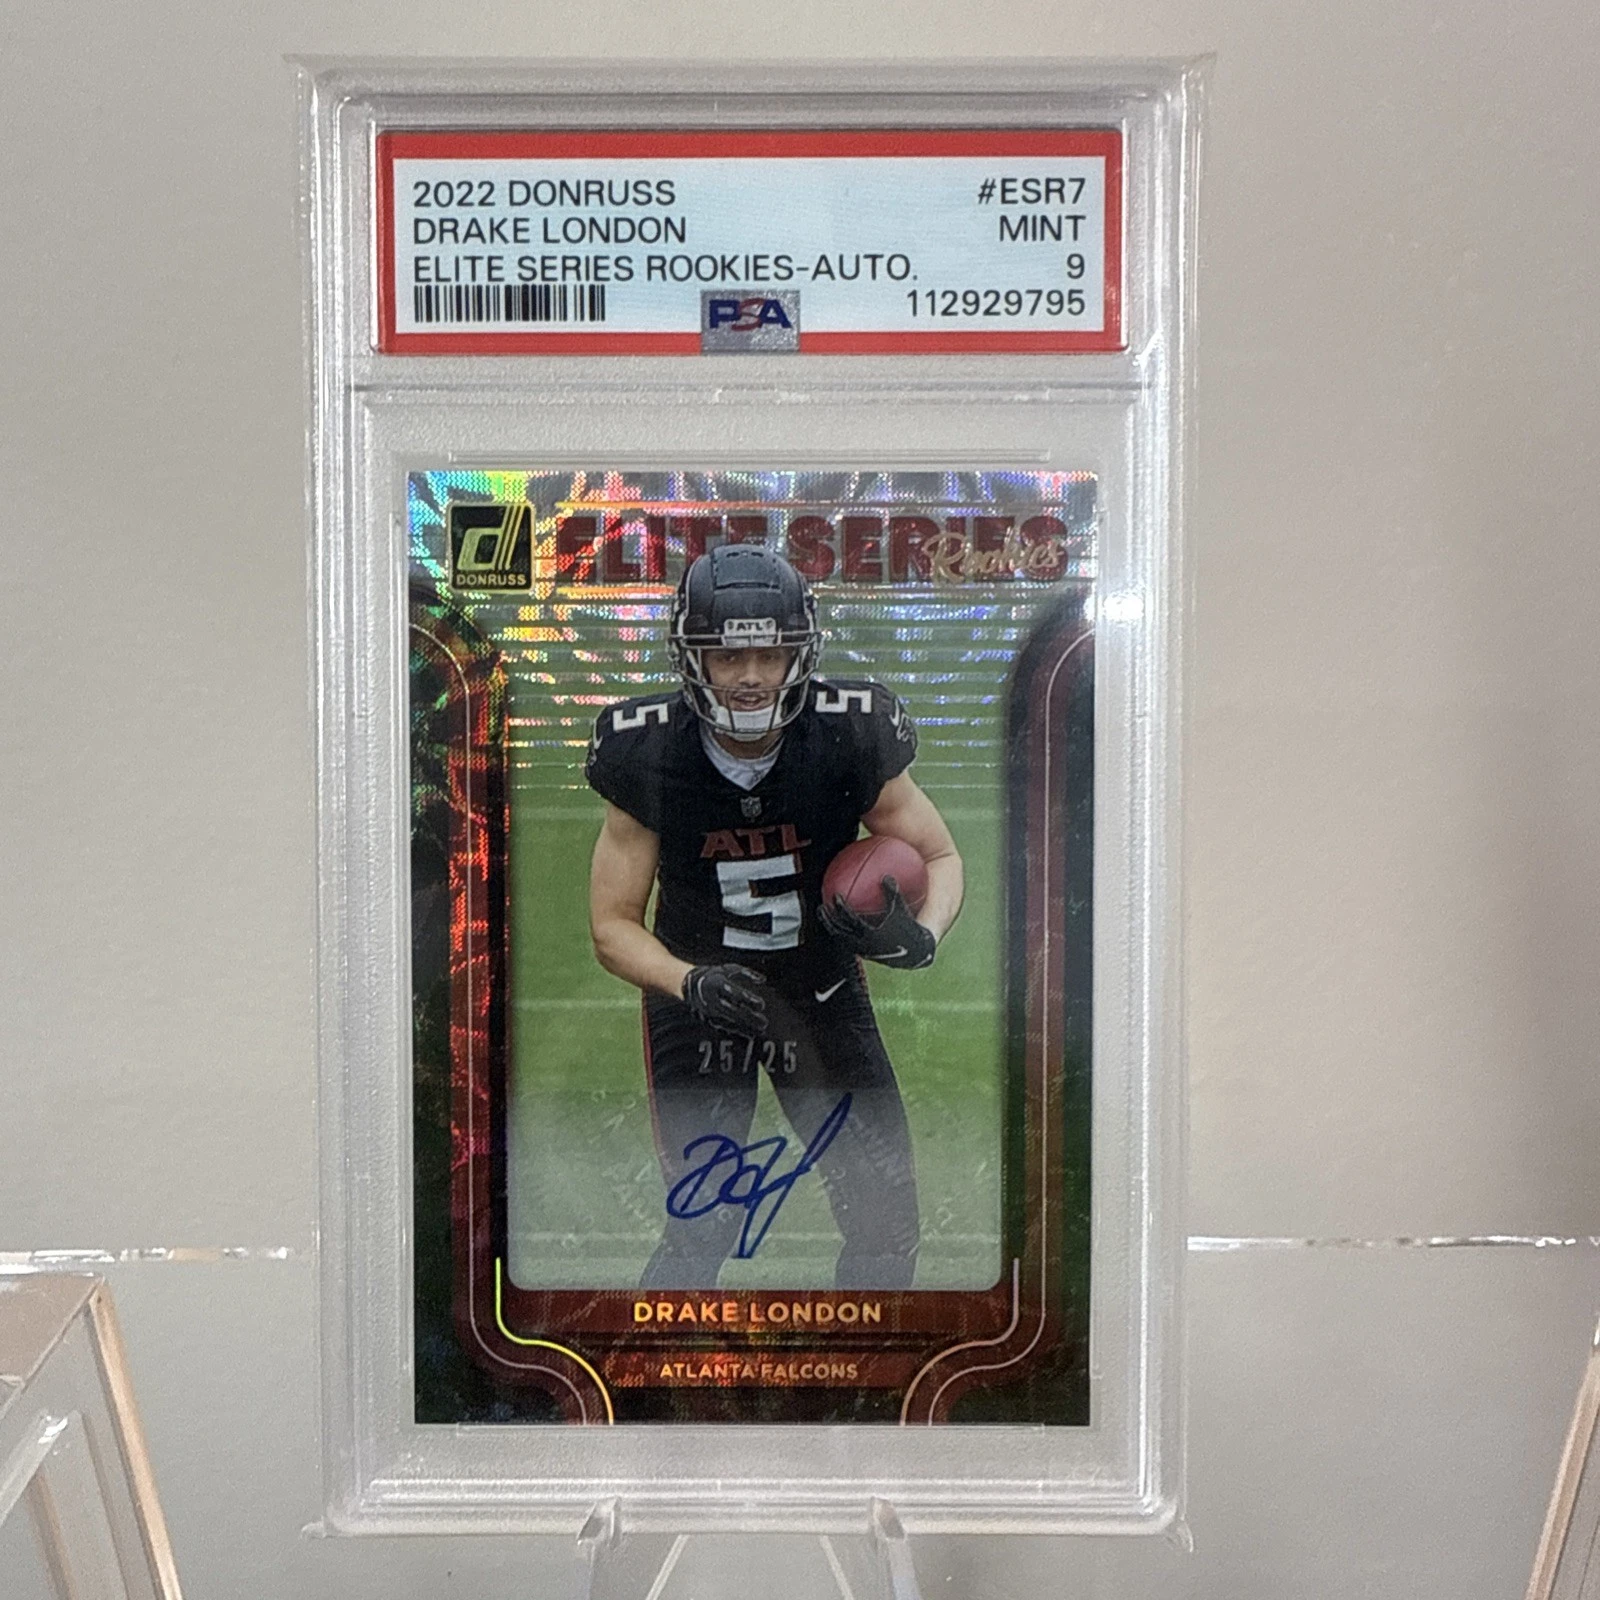 2022 DONRUSS #ESR7
DRAKE LONDON MINT
ELITE SERIES ROOKIES-AUTO. 9
PSA 112929795
d
DONRUSS
ELITE SERIES
Rookies
ATL
5 5
ATL
5
25/25
DRAKE LONDON
ATLANTA FALCONS